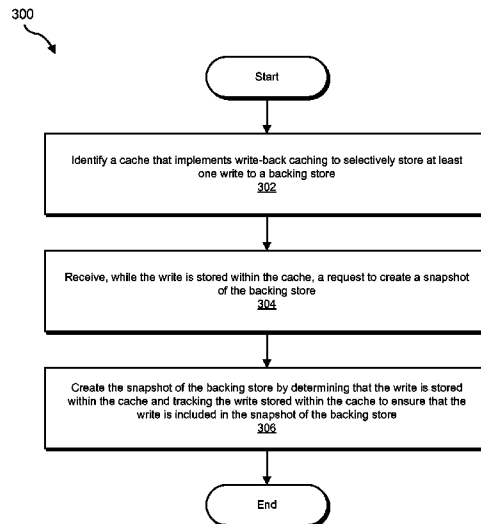 300
Start
Identify a cache that implements write-back caching to selectively store at least
one write to a backing store
302
Receive, while the write is stored within the cache, a request to create a snapshot
of the backing store
304
Create the snapshot of the backing store by determining that the write is stored
within the cache and tracking the write stored within the cache to ensure that the
write is included in the snapshot of the backing store
306
End